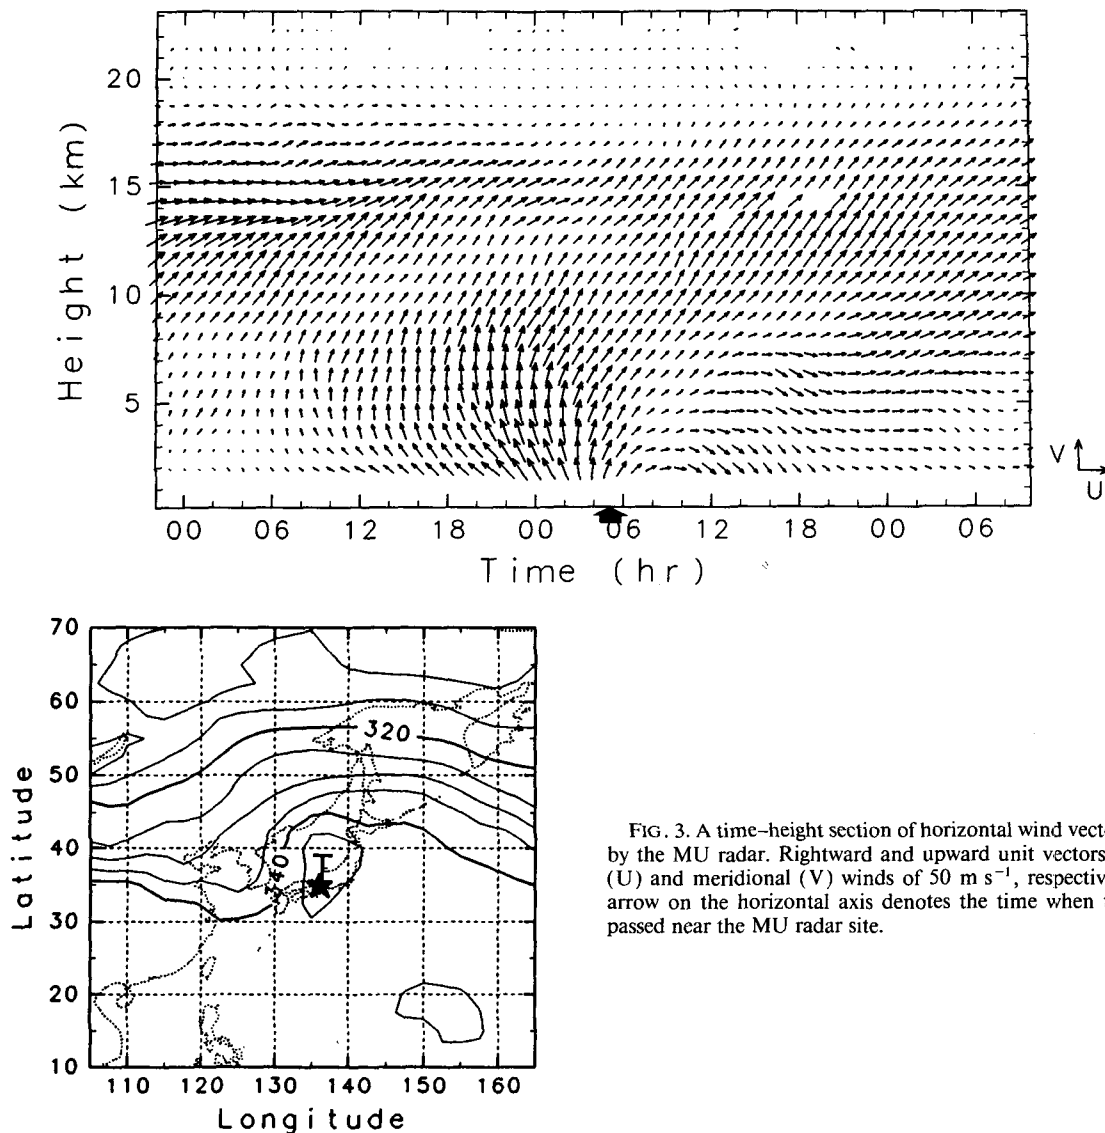 20
15
10
5
Height (km)
V
U
00 06 12 18 00 06 12 18 00 06
Time (hr)
70
60
50
40
30
20
10
Latitude
320
340
T
110 120 130 140 150 160
Longitude
FIG. 3. A time–height section of horizontal wind vect
by the MU radar. Rightward and upward unit vectors
(U) and meridional (V) winds of 50 m s⁻¹, respectiv
arrow on the horizontal axis denotes the time when t
passed near the MU radar site.